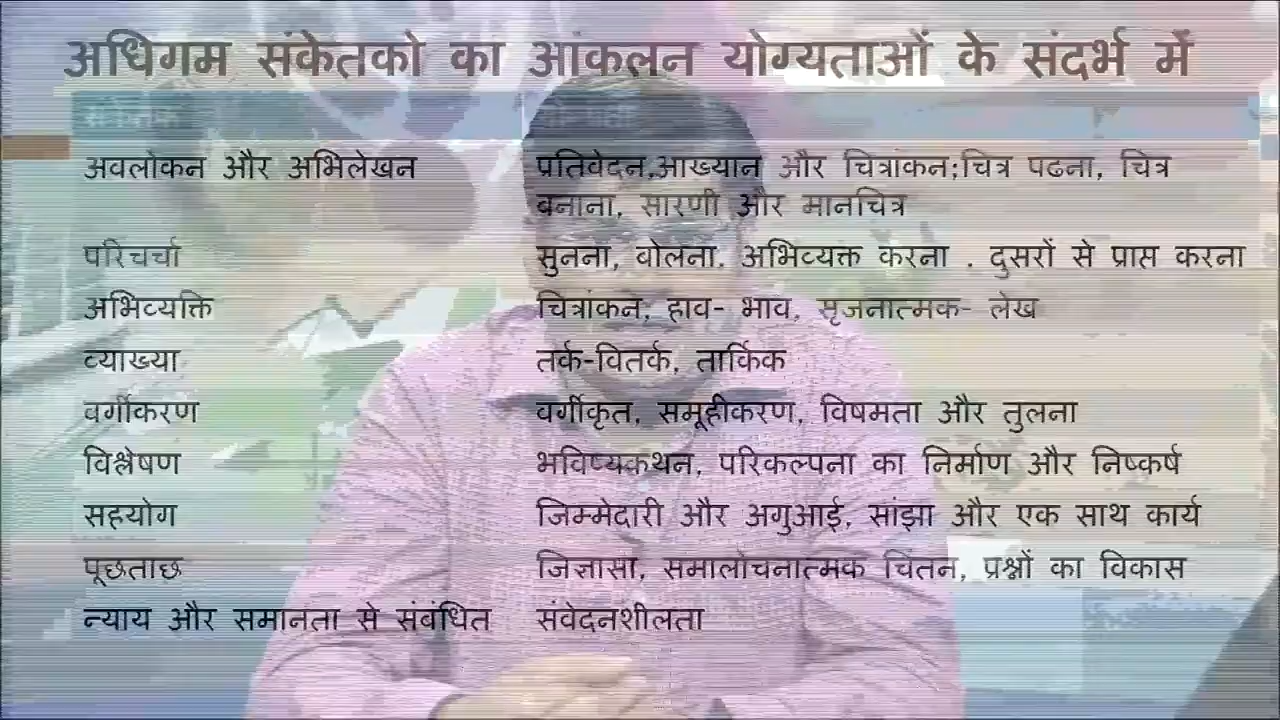 अधिगम संकेतको का आंकलन योग्यताओं के संदर्भ में
संकेतक
अवलोकन और अभिलेखन प्रतिवेदन,आख्यान और चित्रांकन;चित्र पढना, चित्र
बनाना, सारणी और मानचित्र
परिचर्चा सुनना, बोलना, अभिव्यक्त करना . दुसरों से प्राप्त करना
अभिव्यक्ति चित्रांकन, हाव- भाव, सृजनात्मक- लेख
व्याख्या तर्क-वितर्क, तार्किक
वर्गीकरण वर्गीकृत, समूहीकरण, विषमता और तुलना
विश्लेषण भविष्यकथन, परिकल्पना का निर्माण और निष्कर्ष
सहयोग जिम्मेदारी और अगुआई, सांझा और एक साथ कार्य
पूछताछ जिज्ञासा, समालोचनात्मक चिंतन, प्रश्नों का विकास
न्याय और समानता से संबंधित संवेदनशीलता